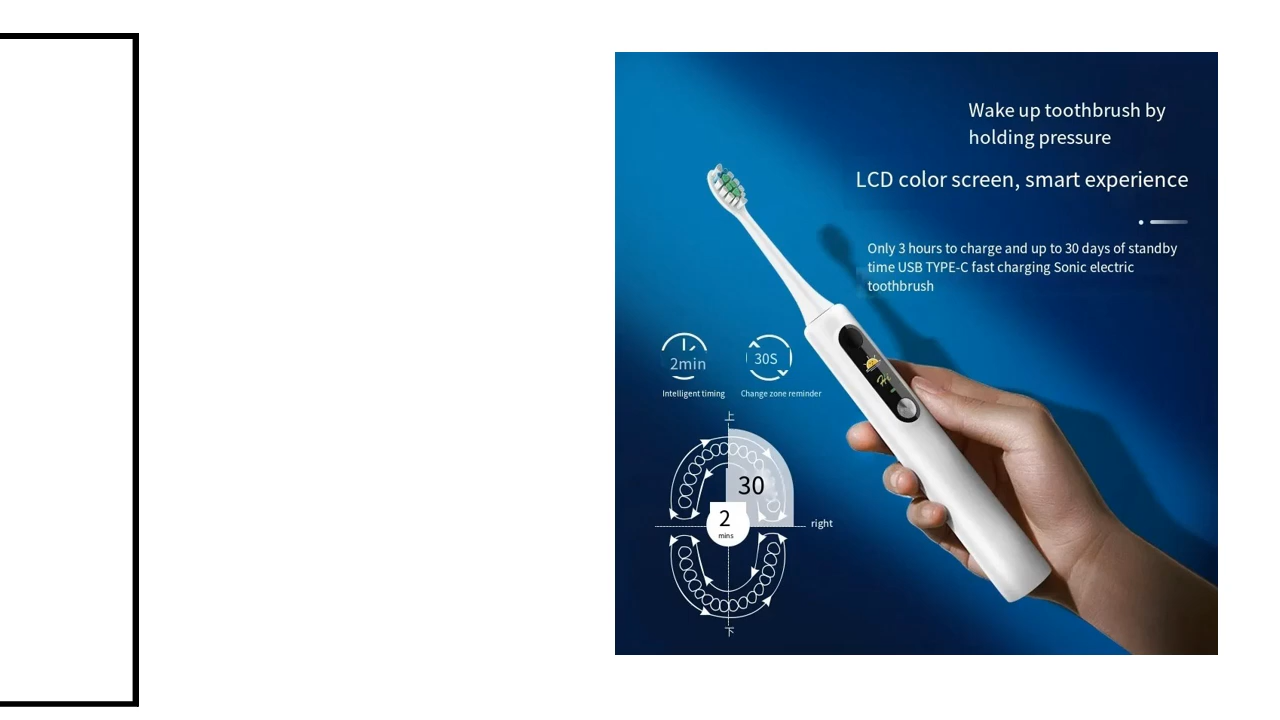 Wake up toothbrush by
holding pressure
LCD color screen, smart experience
Only 3 hours to charge and up to 30 days of standby
time USB TYPE-C fast charging Sonic electric
toothbrush
2min
30S
Intelligent timing
Change zone reminder
上
30
2
mins
right
下
Hi